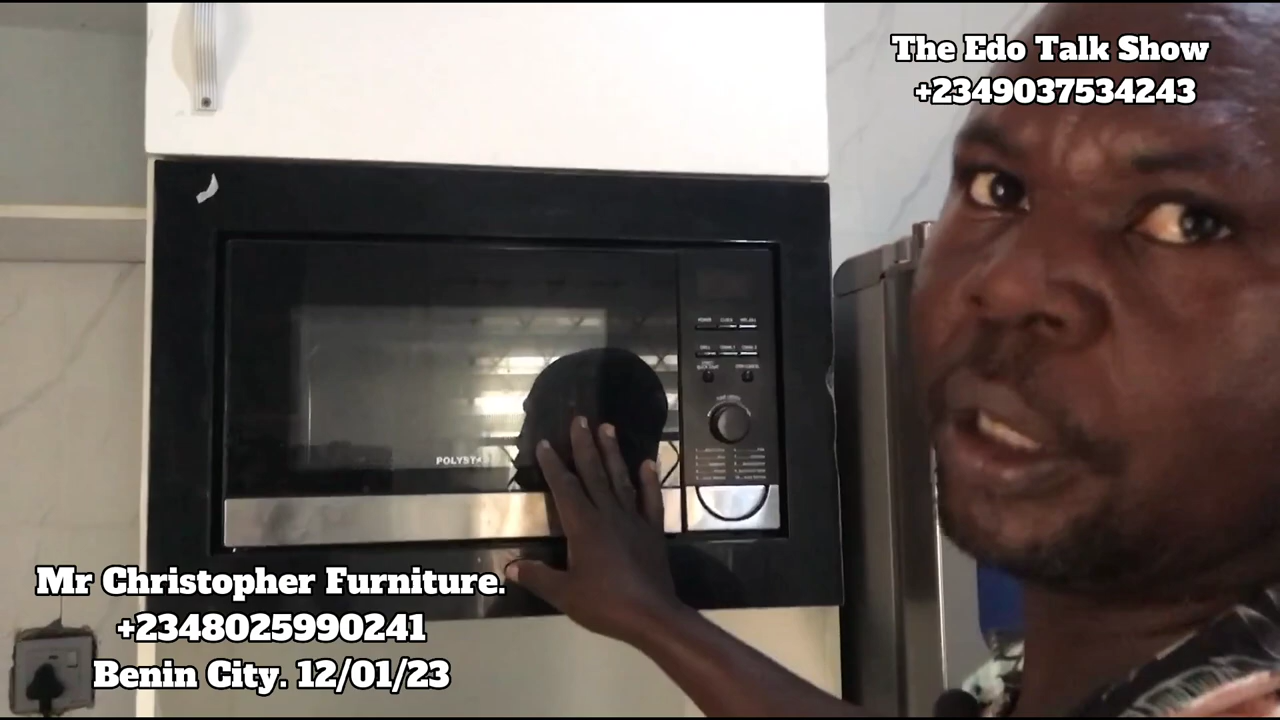 The Edo Talk Show
+2349037534243
Mr Christopher Furniture.
+2348025990241
Benin City. 12/01/23